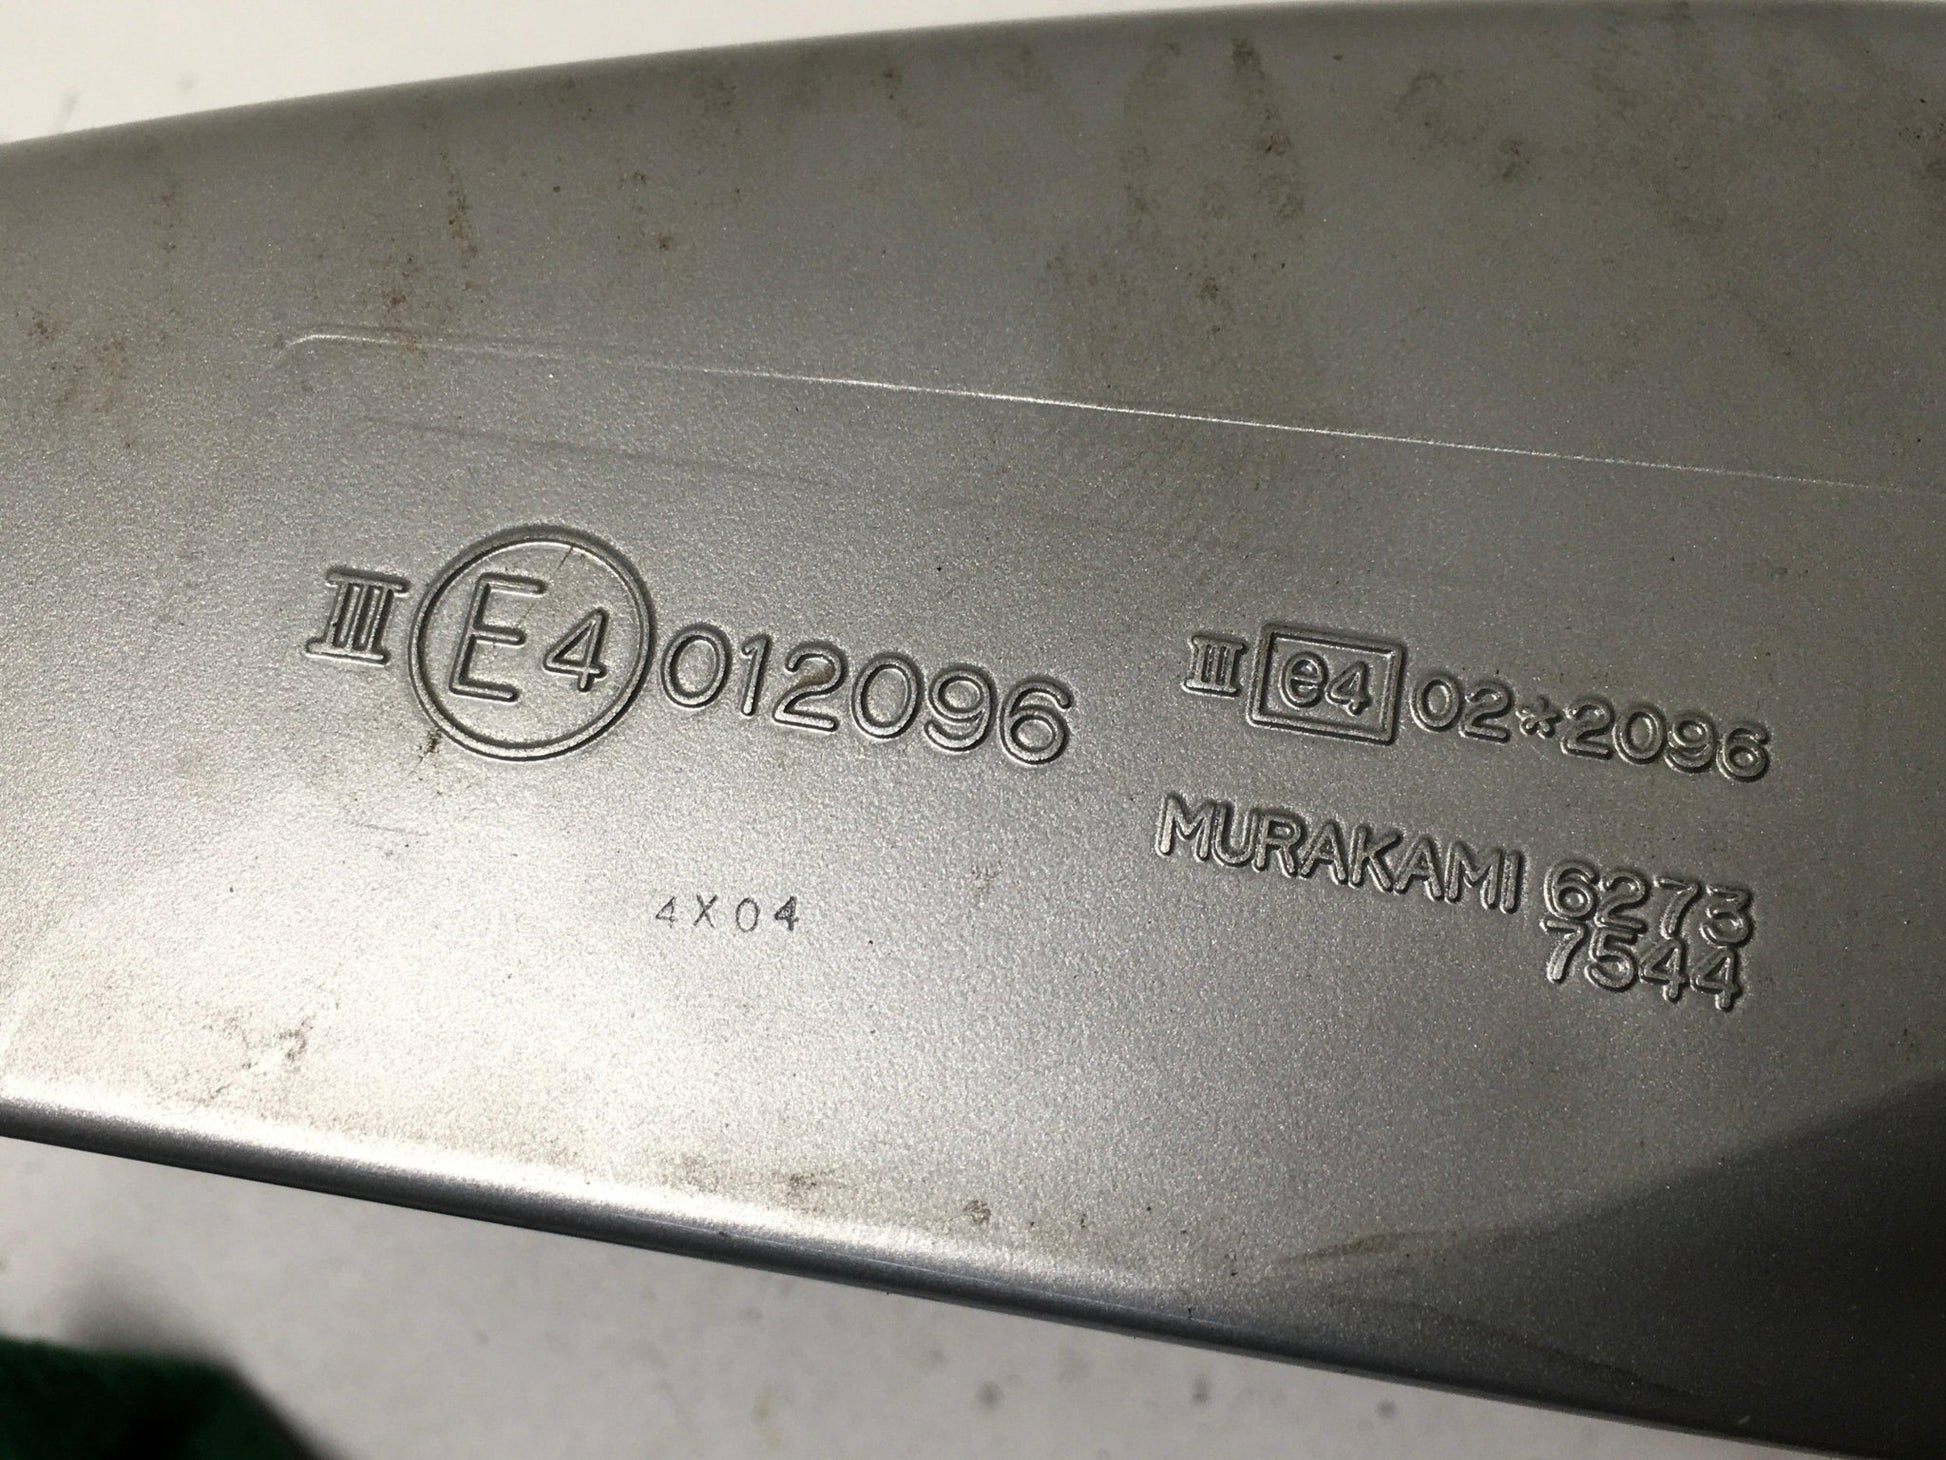 III E4 012096
III e4 02*2096
MURAKAMI 6273
7544
4X04